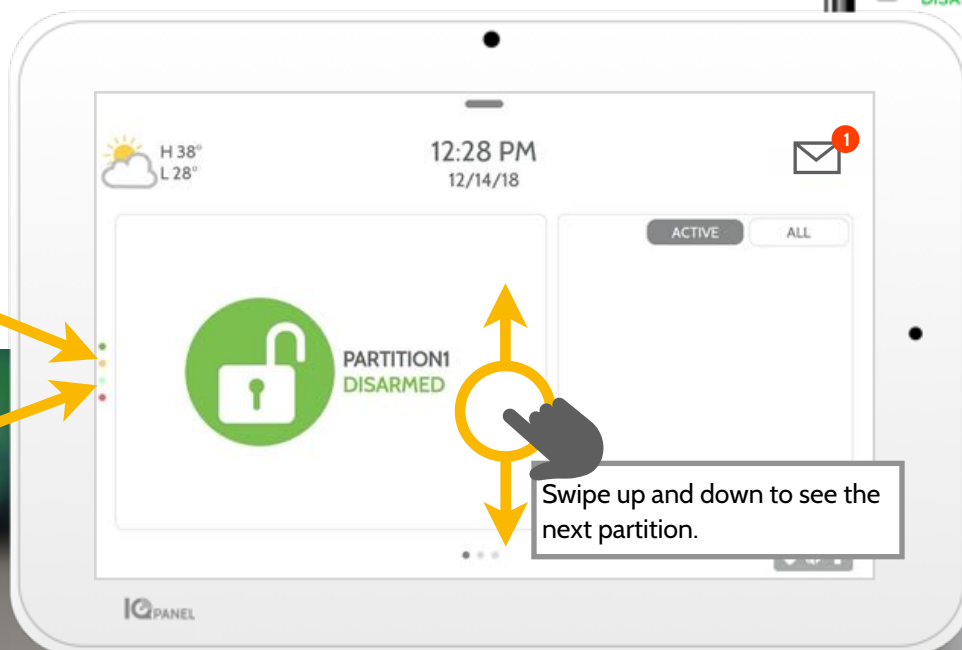 H 38°
L 28°
12:28 PM
12/14/18
1
ACTIVE
ALL
PARTITION1
DISARMED
Swipe up and down to see the
next partition.
IQ PANEL